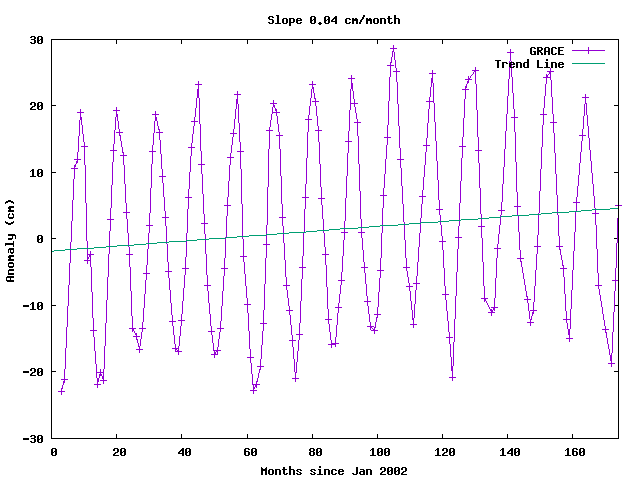 Slope 0.04 cm/month
30
20
10
0
-10
-20
-30
Anomaly (cm)
GRACE
Trend Line
0 20 40 60 80 100 120 140 160
Months since Jan 2002